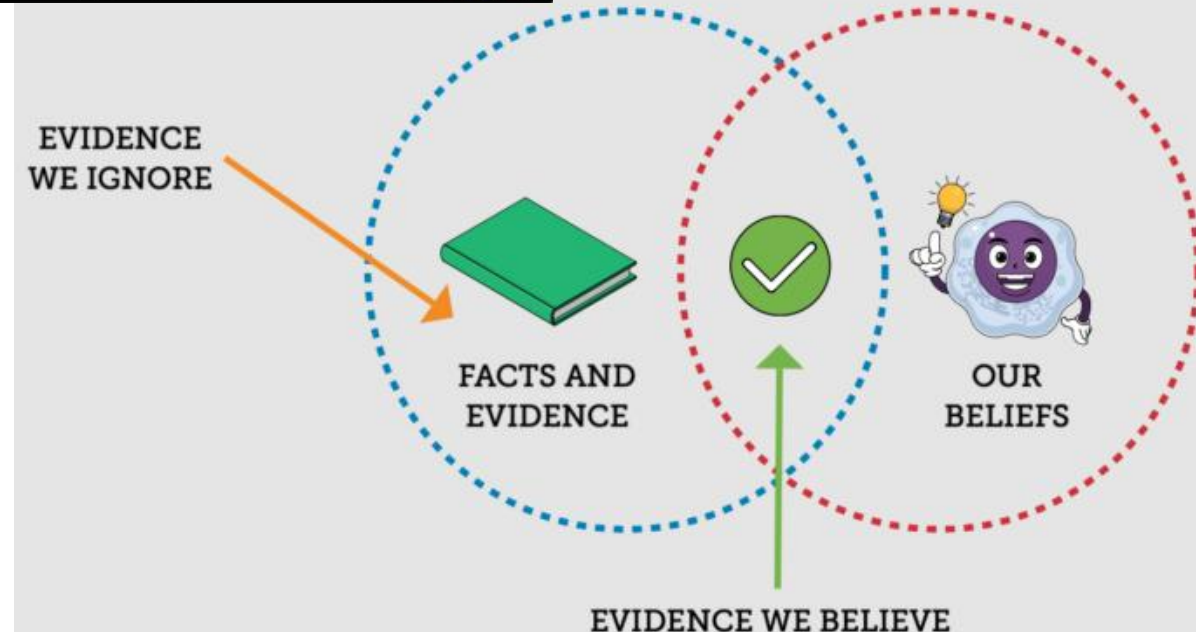 EVIDENCE
WE IGNORE
FACTS AND
EVIDENCE
OUR
BELIEFS
EVIDENCE WE BELIEVE